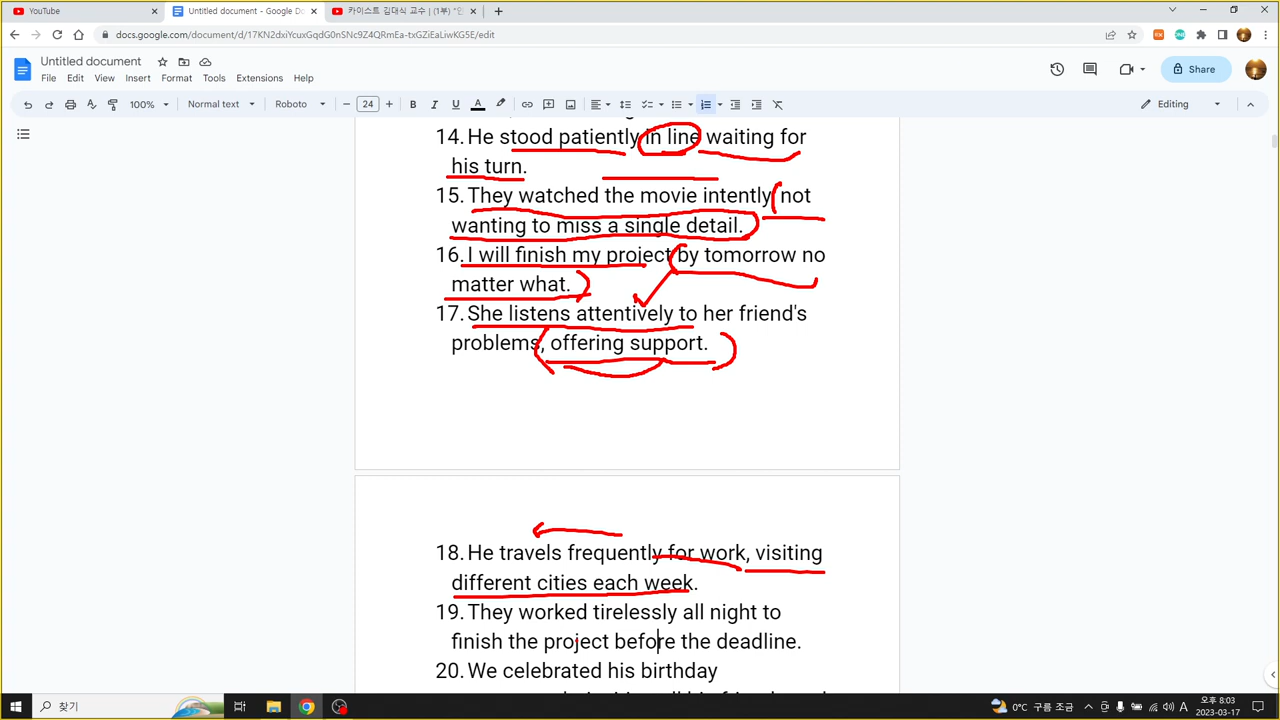 YouTube
Untitled document - Google Do
카이스트 김대식 교수 | (1부) "인
docs.google.com/document/d/17KN2dxiYcuxGqdG0nSNc9Z4QRmEa-txGZiEaLiwKG5E/edit
Untitled document
File Edit View Insert Format Tools Extensions Help
Share
100% Normal text Roboto 24 Editing
14. He stood patiently in line waiting for
his turn.
15. They watched the movie intently not
wanting to miss a single detail.
16. I will finish my project by tomorrow no
matter what.
17. She listens attentively to her friend's
problems, offering support.
18. He travels frequently for work, visiting
different cities each week.
19. They worked tirelessly all night to
finish the project before the deadline.
20. We celebrated his birthday
찾기
0°C 구름 조금
A
오후 8:03
2023-03-17